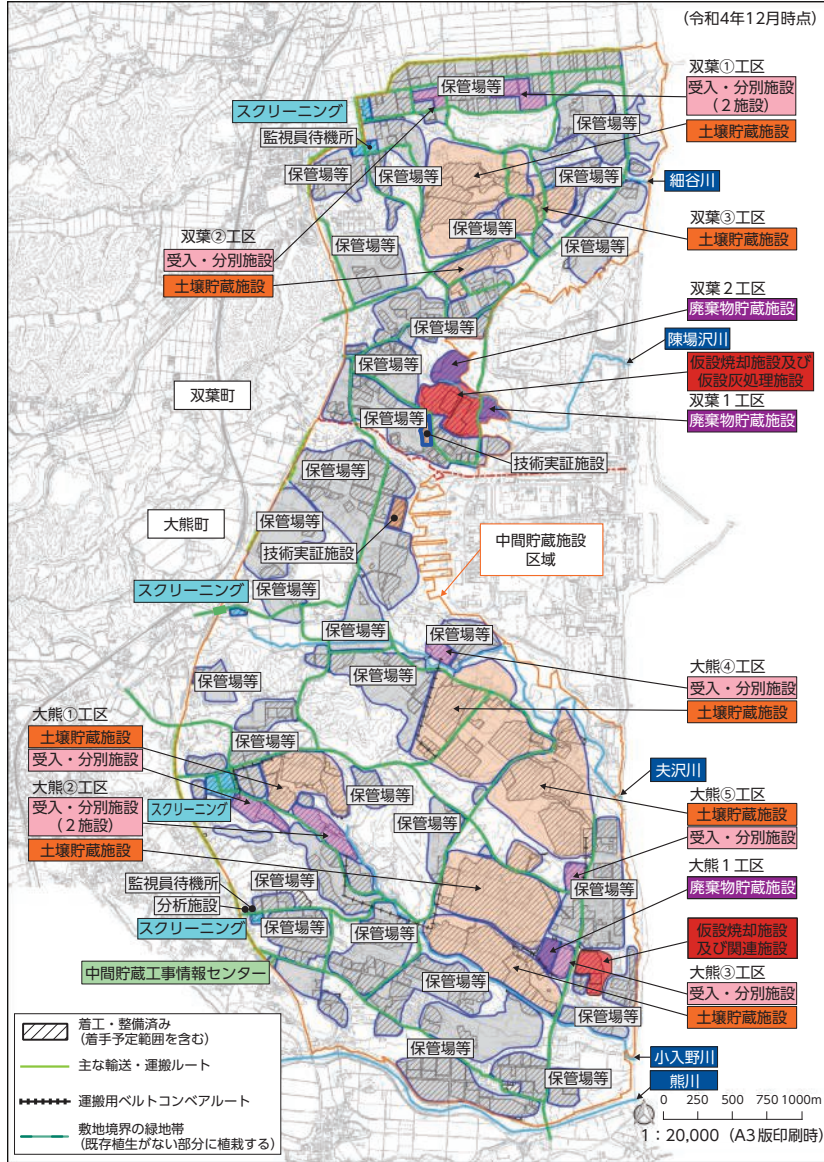 (令和4年12月時点)
双葉①工区
受入・分別施設
(2施設)
土壌貯蔵施設
保管場等
スクリーニング
監視員待機所
保管場等
保管場等
保管場等
保管場等
細谷川
双葉③工区
土壌貯蔵施設
双葉②工区
受入・分別施設
土壌貯蔵施設
保管場等
保管場等
保管場等
双葉2工区
廃棄物貯蔵施設
保管場等
陳場沢川
保管場等
仮設焼却施設及び
仮設灰処理施設
双葉町
双葉1工区
廃棄物貯蔵施設
保管場等
技術実証施設
保管場等
大熊町
保管場等
技術実証施設
中間貯蔵施設
区域
スクリーニング
保管場等
保管場等
保管場等
大熊④工区
受入・分別施設
土壌貯蔵施設
保管場等
保管場等
大熊①工区
土壌貯蔵施設
受入・分別施設
保管場等
夫沢川
大熊②工区
受入・分別施設
(2施設)
土壌貯蔵施設
スクリーニング
保管場等
保管場等
大熊⑤工区
土壌貯蔵施設
受入・分別施設
大熊1工区
廃棄物貯蔵施設
監視員待機所
分析施設
スクリーニング
保管場等
保管場等
保管場等
仮設焼却施設
及び関連施設
中間貯蔵工事情報センター
保管場等
大熊③工区
受入・分別施設
土壌貯蔵施設
保管場等
保管場等
保管場等
小入野川
熊川
着工・整備済み
(着手予定範囲を含む)
主な輸送・運搬ルート
運搬用ベルトコンベアルート
敷地境界の緑地帯
(既存植生がない部分に植栽する)
0 250 500 750 1000m
1:20,000 (A3版印刷時)